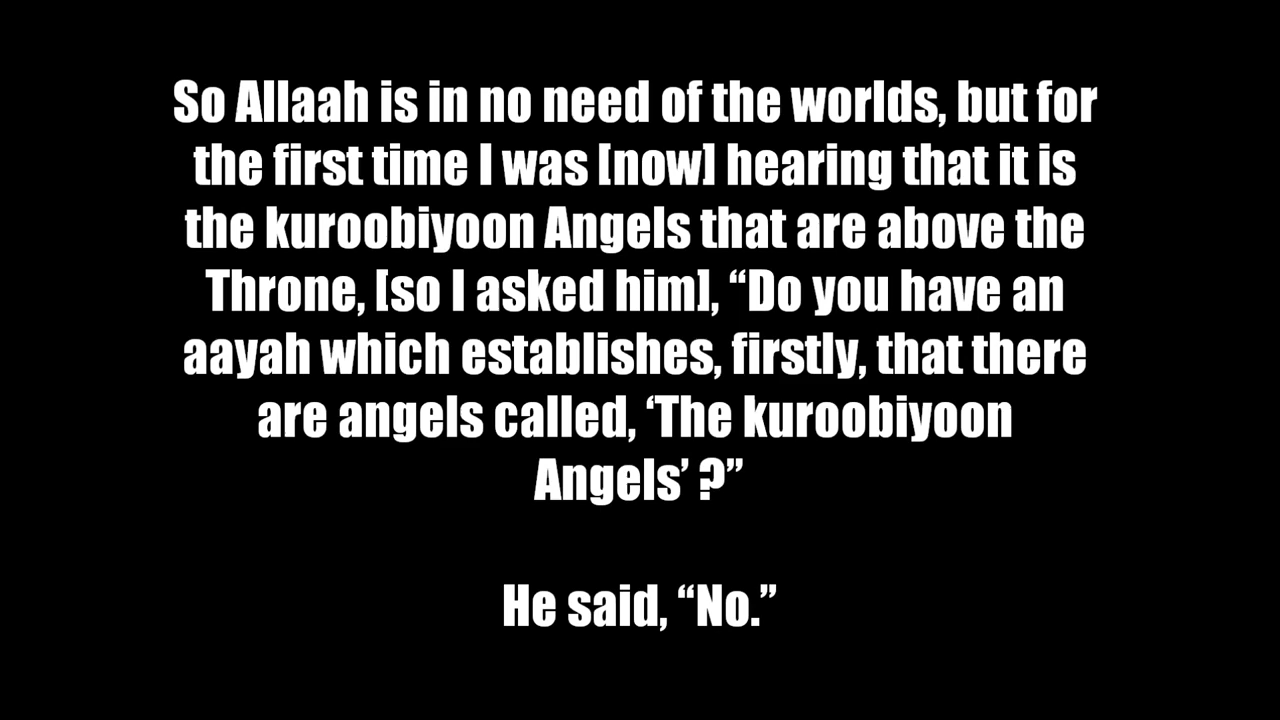 So Allaah is in no need of the worlds, but for
the first time I was [now] hearing that it is
the kuroobiyoon Angels that are above the
Throne, [so I asked him], “Do you have an
aayah which establishes, firstly, that there
are angels called, ‘The kuroobiyoon
Angels’ ?”
He said, “No.”